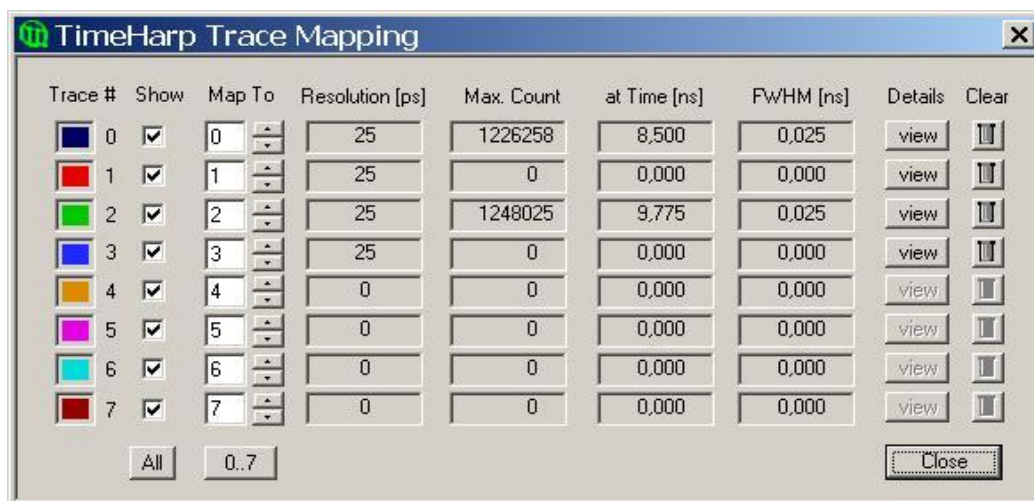 TimeHarp Trace Mapping
Trace # Show Map To Resolution [ps] Max. Count at Time [ns] FWHM [ns] Details Clear
0 0 25 1226258 8,500 0,025 view
1 1 25 0 0,000 0,000 view
2 2 25 1248025 9,775 0,025 view
3 3 25 0 0,000 0,000 view
4 4 0 0 0,000 0,000 view
5 5 0 0 0,000 0,000 view
6 6 0 0 0,000 0,000 view
7 7 0 0 0,000 0,000 view
All 0..7 Close